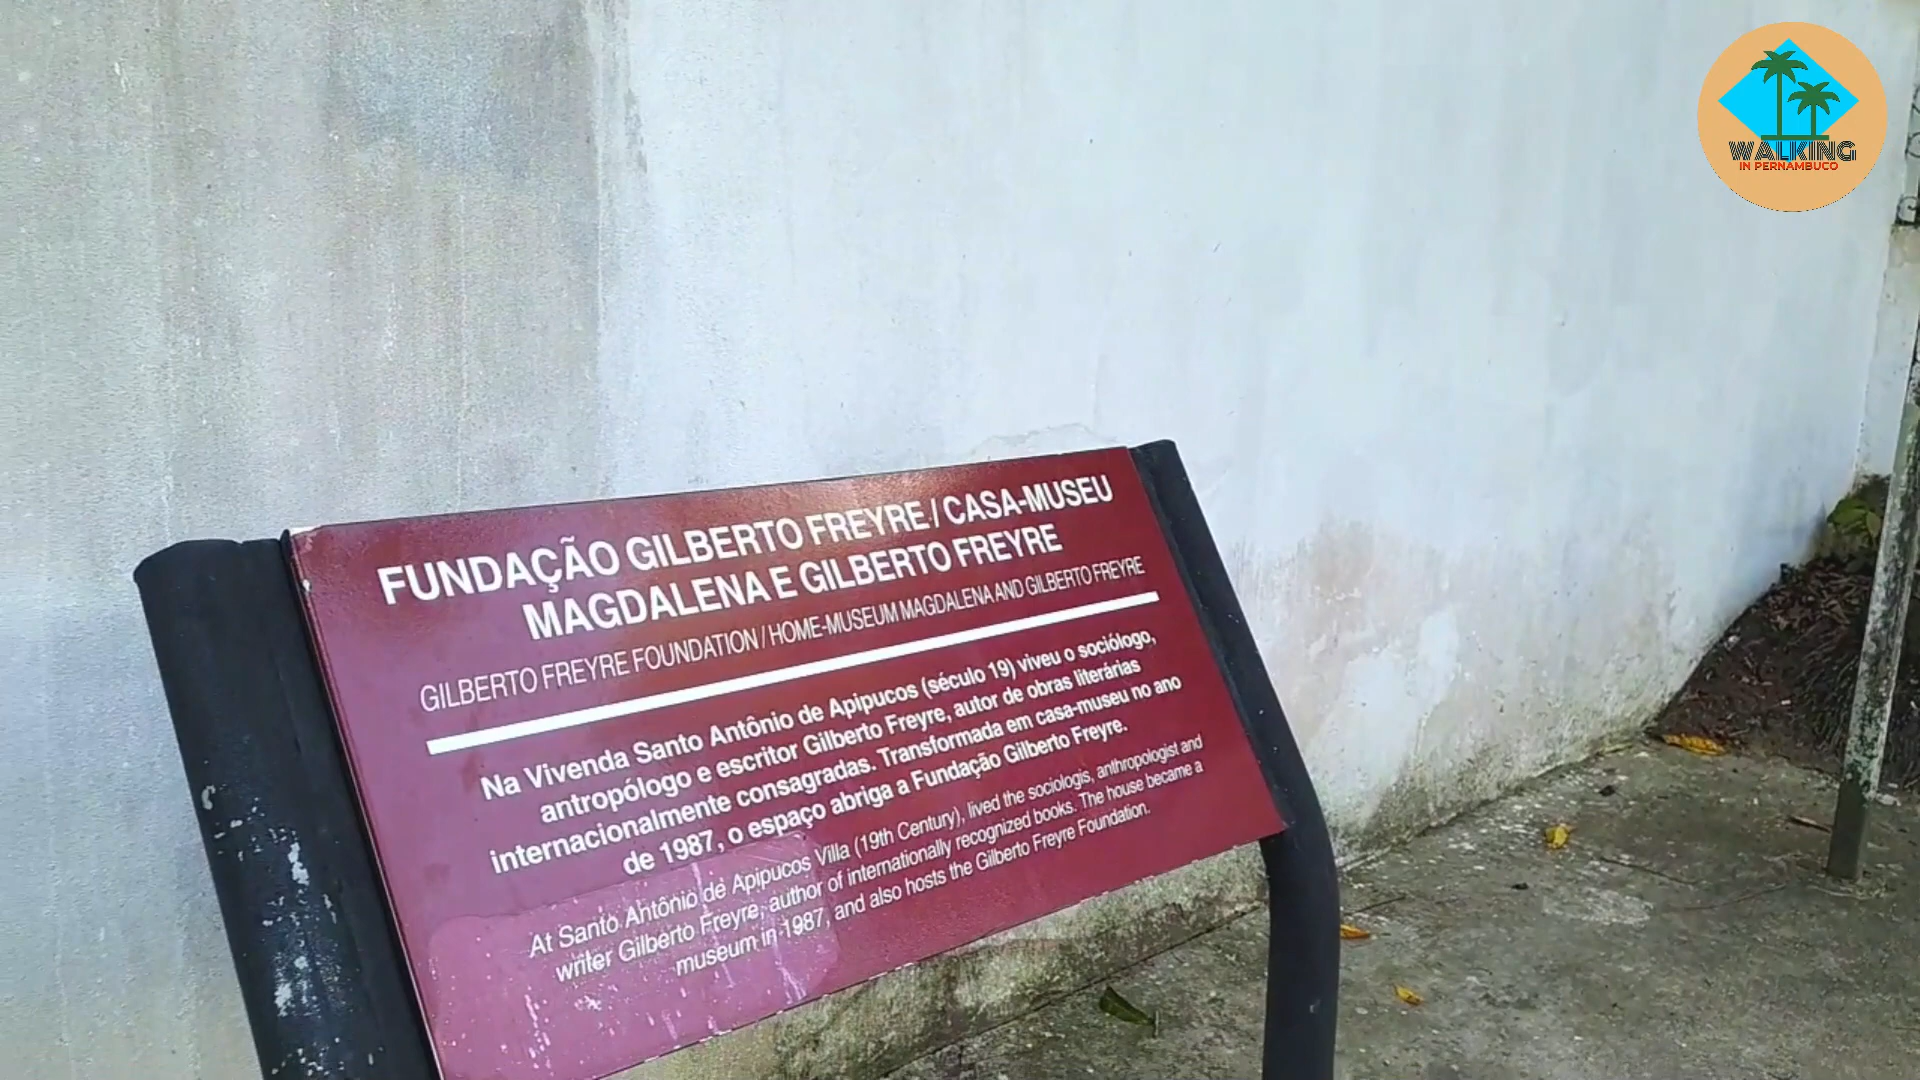 WALKING
IN PERNAMBUCO
FUNDAÇÃO GILBERTO FREYRE / CASA-MUSEU
MAGDALENA E GILBERTO FREYRE
GILBERTO FREYRE FOUNDATION / HOME-MUSEUM MAGDALENA AND GILBERTO FREYRE
Na Vivenda Santo Antônio de Apipucos (século 19) viveu o sociólogo,
antropólogo e escritor Gilberto Freyre, autor de obras literárias
internacionalmente consagradas. Transformada em casa-museu no ano
de 1987, o espaço abriga a Fundação Gilberto Freyre.
At Santo Antônio de Apipucos Villa (19th Century), lived the sociologis, anthropologist and
writer Gilberto Freyre, author of internationally recognized books. The house became a
museum in 1987, and also hosts the Gilberto Freyre Foundation.